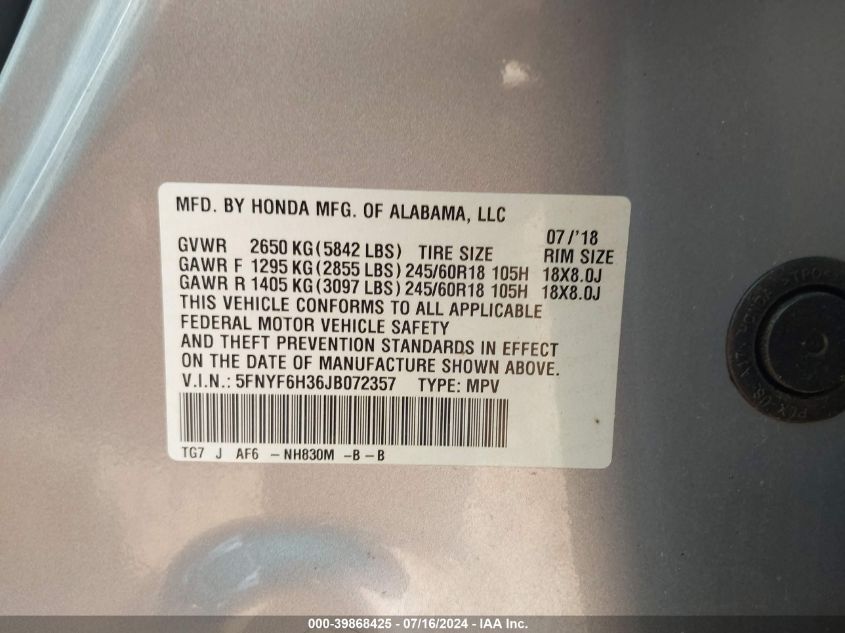 MFD. BY HONDA MFG. OF ALABAMA, LLC
07/'18
GVWR 2650 KG(5842 LBS) TIRE SIZE RIM SIZE
GAWR F 1295 KG(2855 LBS) 245/60R18 105H 18X8.0J
GAWR R 1405 KG(3097 LBS) 245/60R18 105H 18X8.0J
THIS VEHICLE CONFORMS TO ALL APPLICABLE
FEDERAL MOTOR VEHICLE SAFETY
AND THEFT PREVENTION STANDARDS IN EFFECT
ON THE DATE OF MANUFACTURE SHOWN ABOVE.
V.I.N.: 5FNYF6H36JB072357 TYPE: MPV
TG7 J AF6 -NH830M -B-B
000-39868425 - 07/16/2024 - IAA Inc.